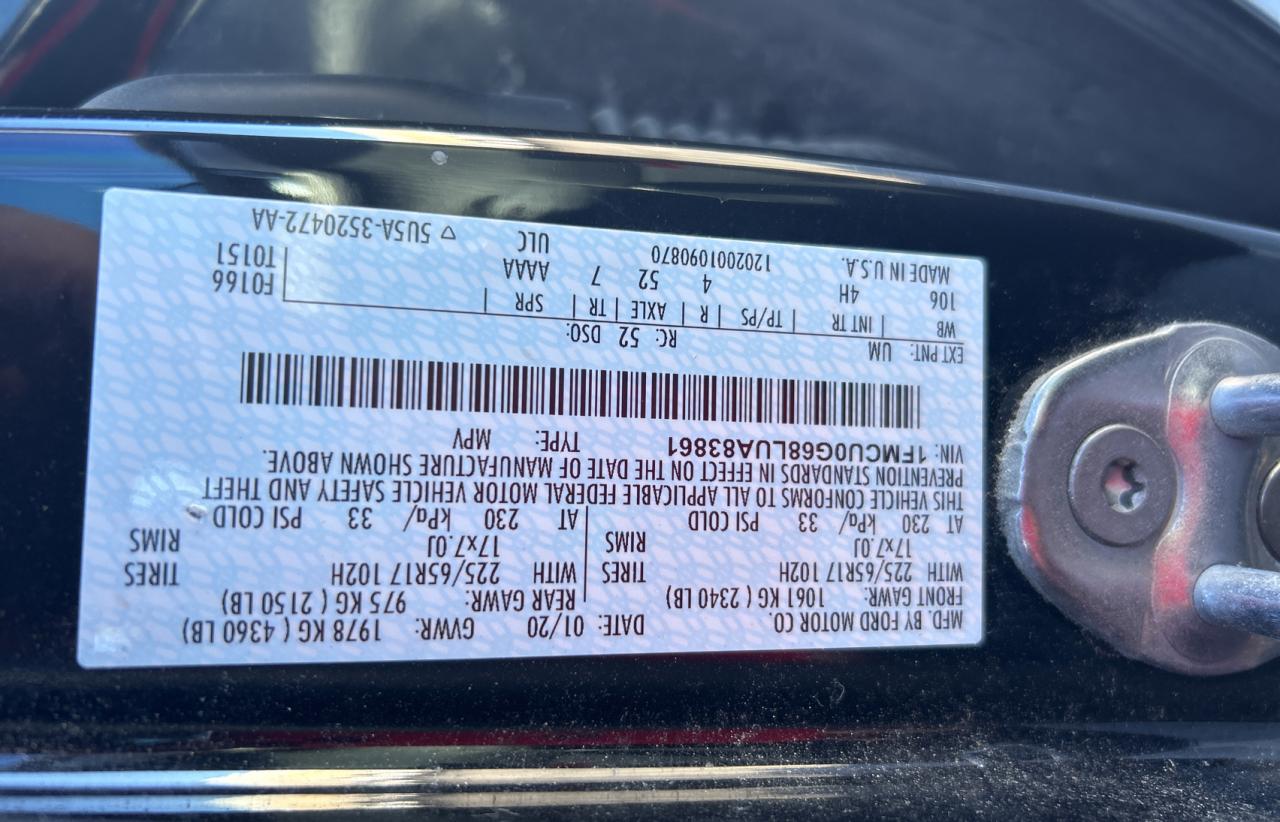 MFD. BY FORD MOTOR CO. DATE: 01/20 GVWR: 1978 KG ( 4360 LB)
FRONT GAWR: 1061 KG ( 2340 LB) REAR GAWR: 975 KG ( 2150 LB)
WITH 225/65R17 102H TIRES WITH 225/65R17 102H TIRES
17x7.0J RIMS 17x7.0J RIMS
AT 230 kPa/ 33 PSI COLD AT 230 kPa/ 33 PSI COLD
THIS VEHICLE CONFORMS TO ALL APPLICABLE FEDERAL MOTOR VEHICLE SAFETY AND THEFT
PREVENTION STANDARDS IN EFFECT ON THE DATE OF MANUFACTURE SHOWN ABOVE.
VIN: 1FMCU0G68LUA83861 TYPE: MPV
EXT PNT: UM RC: 52 DSO:
WB | INT TR | TP/PS | R | AXLE | TR | SPR | F0166
106 4H 4 52 7 AAAA T0151
MADE IN U.S.A. 120200109087​0 ULC
▽ 5U5A-3520472-AA